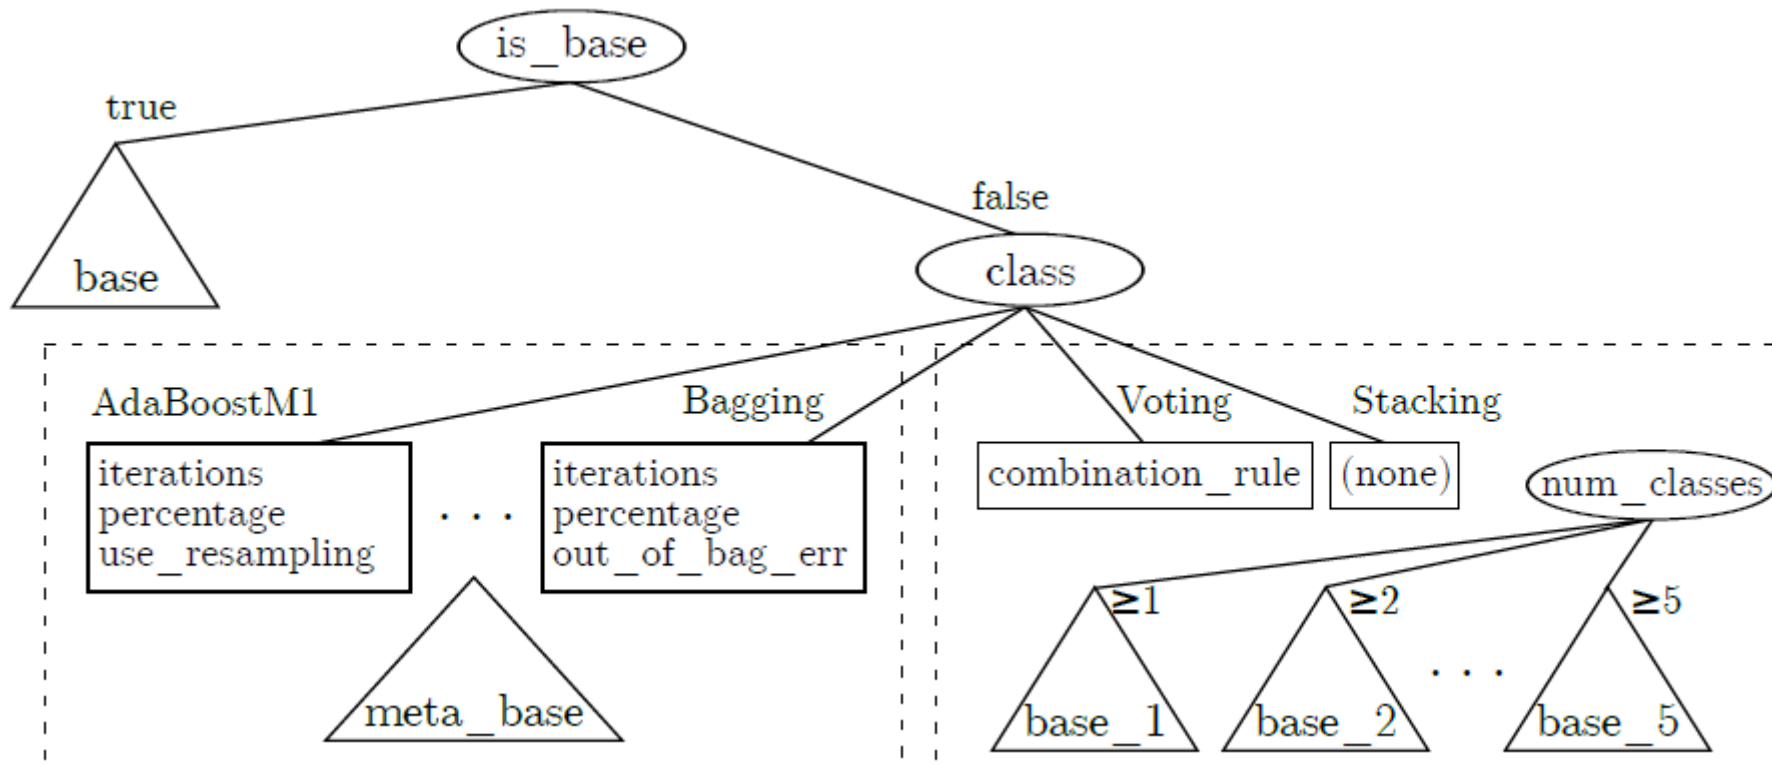 is_base
true
false
base
class
AdaBoostM1
Bagging
Voting
Stacking
iterations
percentage
use_resampling
. . .
iterations
percentage
out_of_bag_err
combination_rule
(none)
num_classes
meta_base
≥1
≥2
≥5
base_1
base_2
. . .
base_5